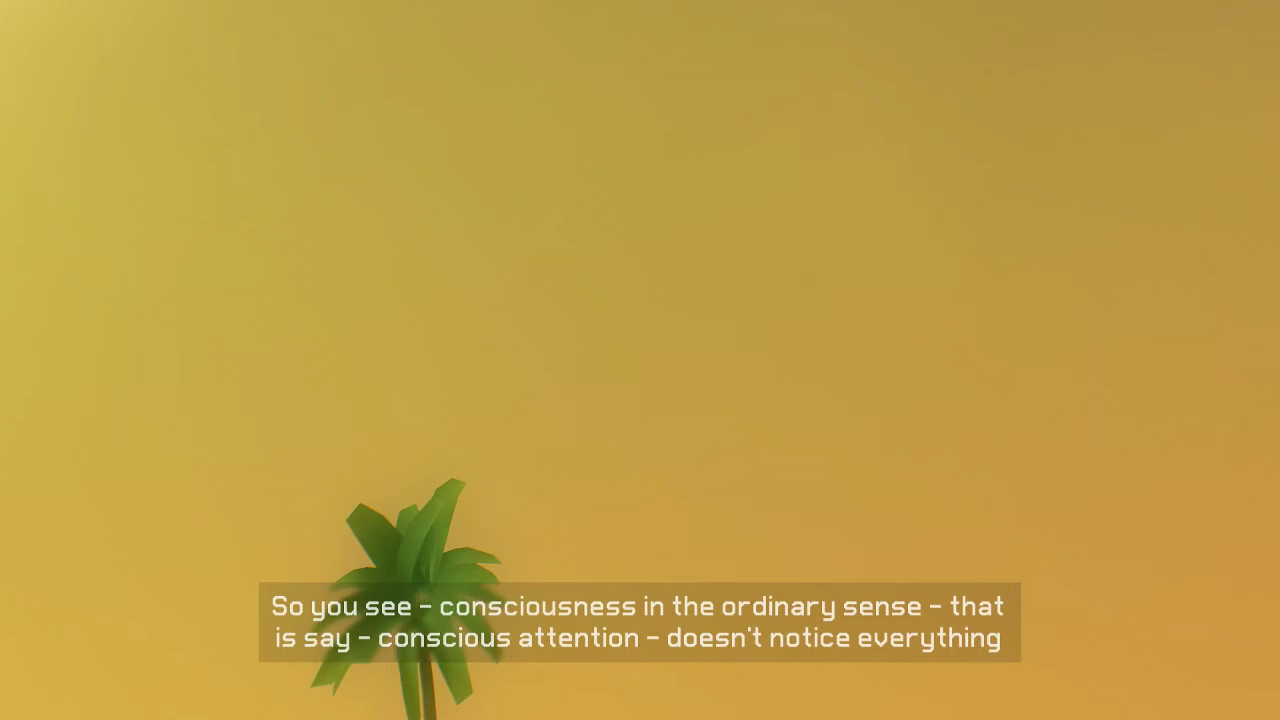 So you see - consciousness in the ordinary sense - that
is say - conscious attention - doesn't notice everything